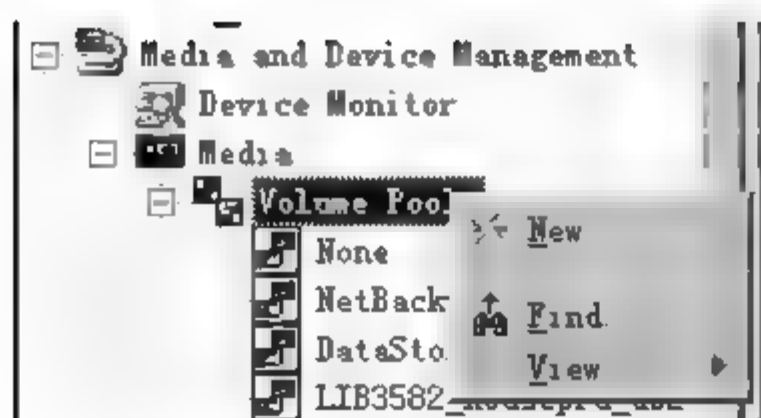 Media and Device Management
Device Monitor
Media
Volume Pool
New
None
NetBack
Find
DataSto
View
LIB3582